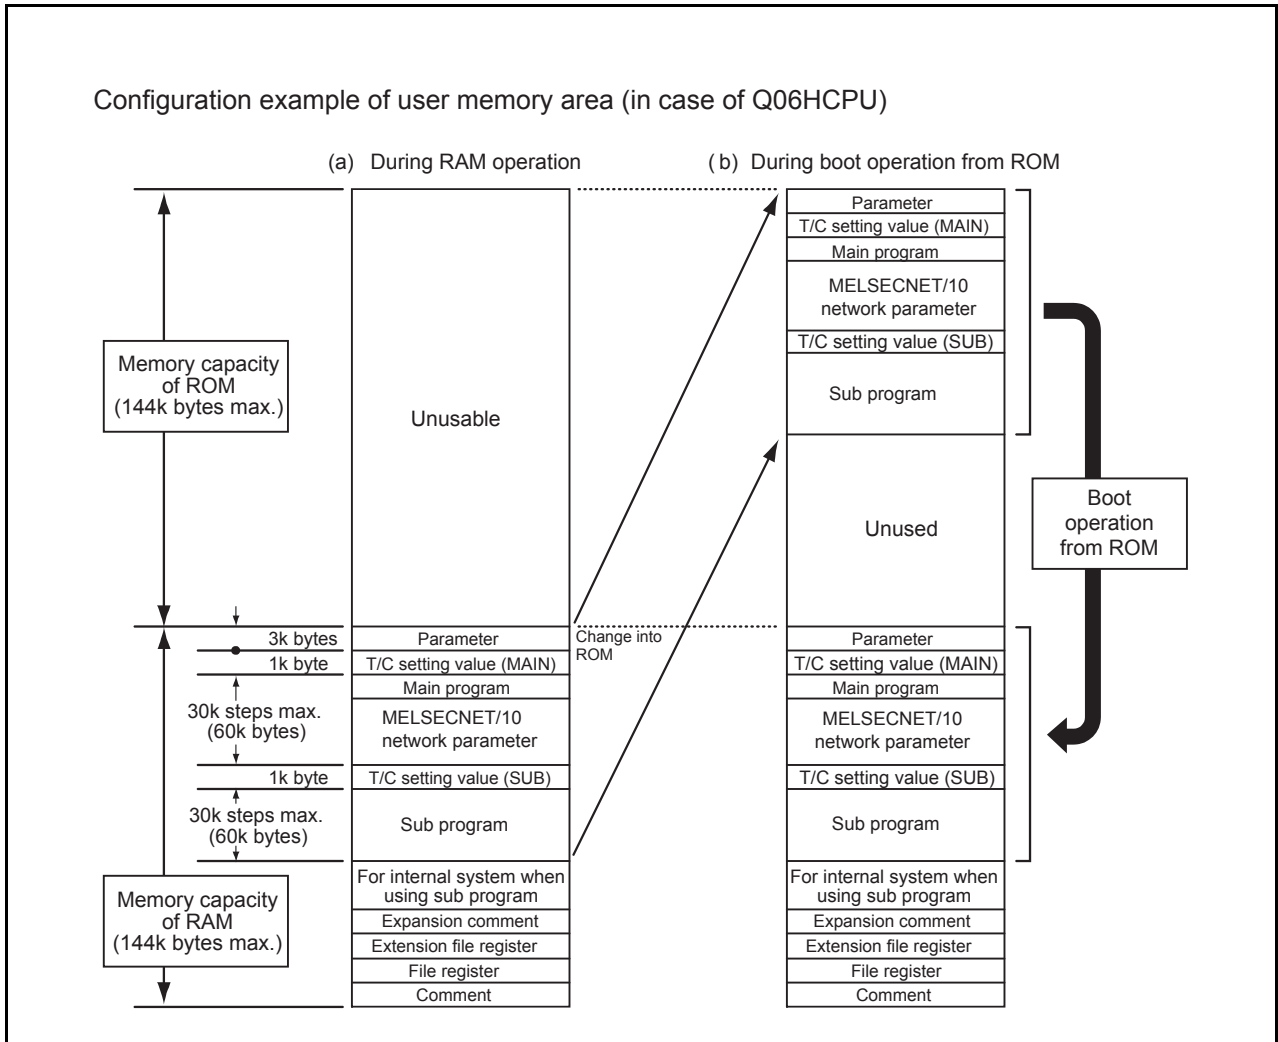 Configuration example of user memory area (in case of Q06HCPU)
(a) During RAM operation
(b) During boot operation from ROM
Memory capacity
of ROM
(144k bytes max.)
Unusable
Parameter
T/C setting value (MAIN)
Main program
MELSECNET/10
network parameter
T/C setting value (SUB)
Sub program
Unused
Boot
operation
from ROM
Change into
ROM
3k bytes
1k byte
30k steps max.
(60k bytes)
1k byte
30k steps max.
(60k bytes)
Memory capacity
of RAM
(144k bytes max.)
Parameter
T/C setting value (MAIN)
Main program
MELSECNET/10
network parameter
T/C setting value (SUB)
Sub program
For internal system when
using sub program
Expansion comment
Extension file register
File register
Comment
Parameter
T/C setting value (MAIN)
Main program
MELSECNET/10
network parameter
T/C setting value (SUB)
Sub program
For internal system when
using sub program
Expansion comment
Extension file register
File register
Comment